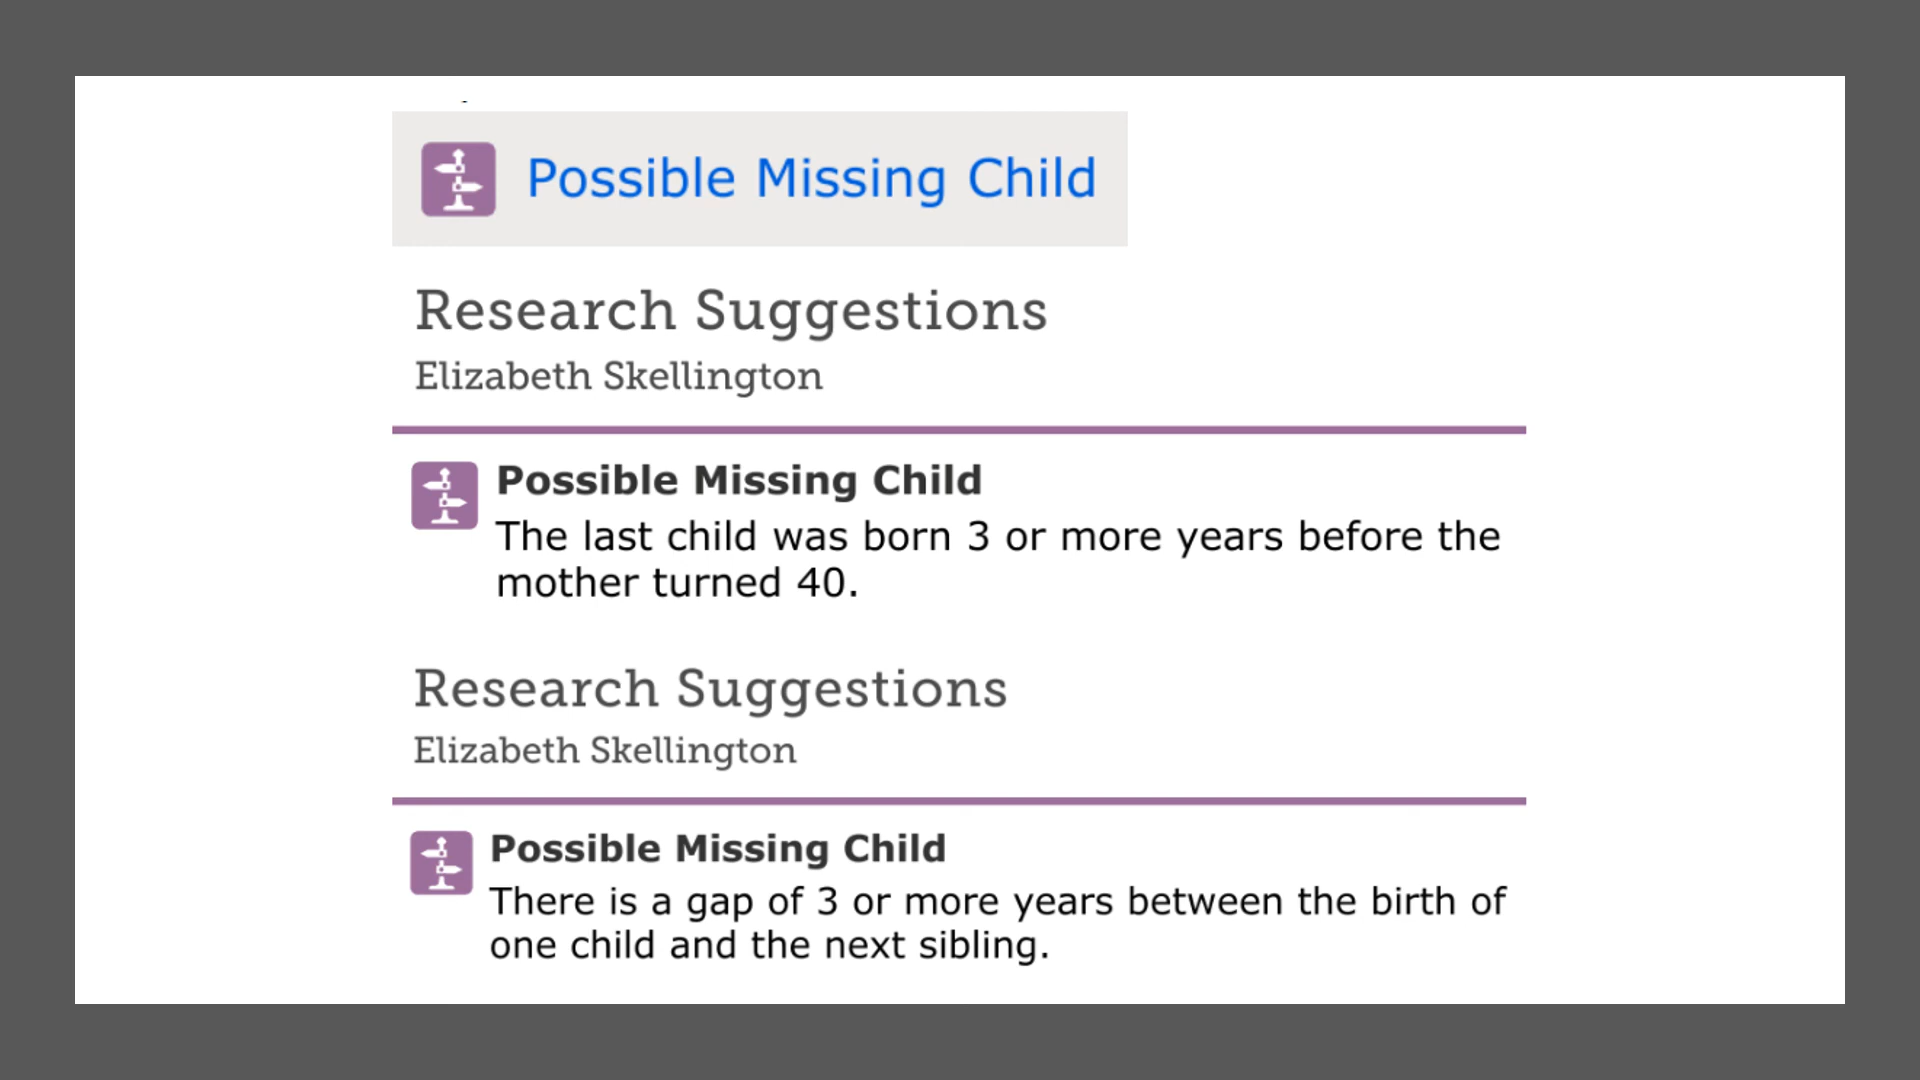 Possible Missing Child
Research Suggestions
Elizabeth Skellington
Possible Missing Child
The last child was born 3 or more years before the
mother turned 40.
Research Suggestions
Elizabeth Skellington
Possible Missing Child
There is a gap of 3 or more years between the birth of
one child and the next sibling.